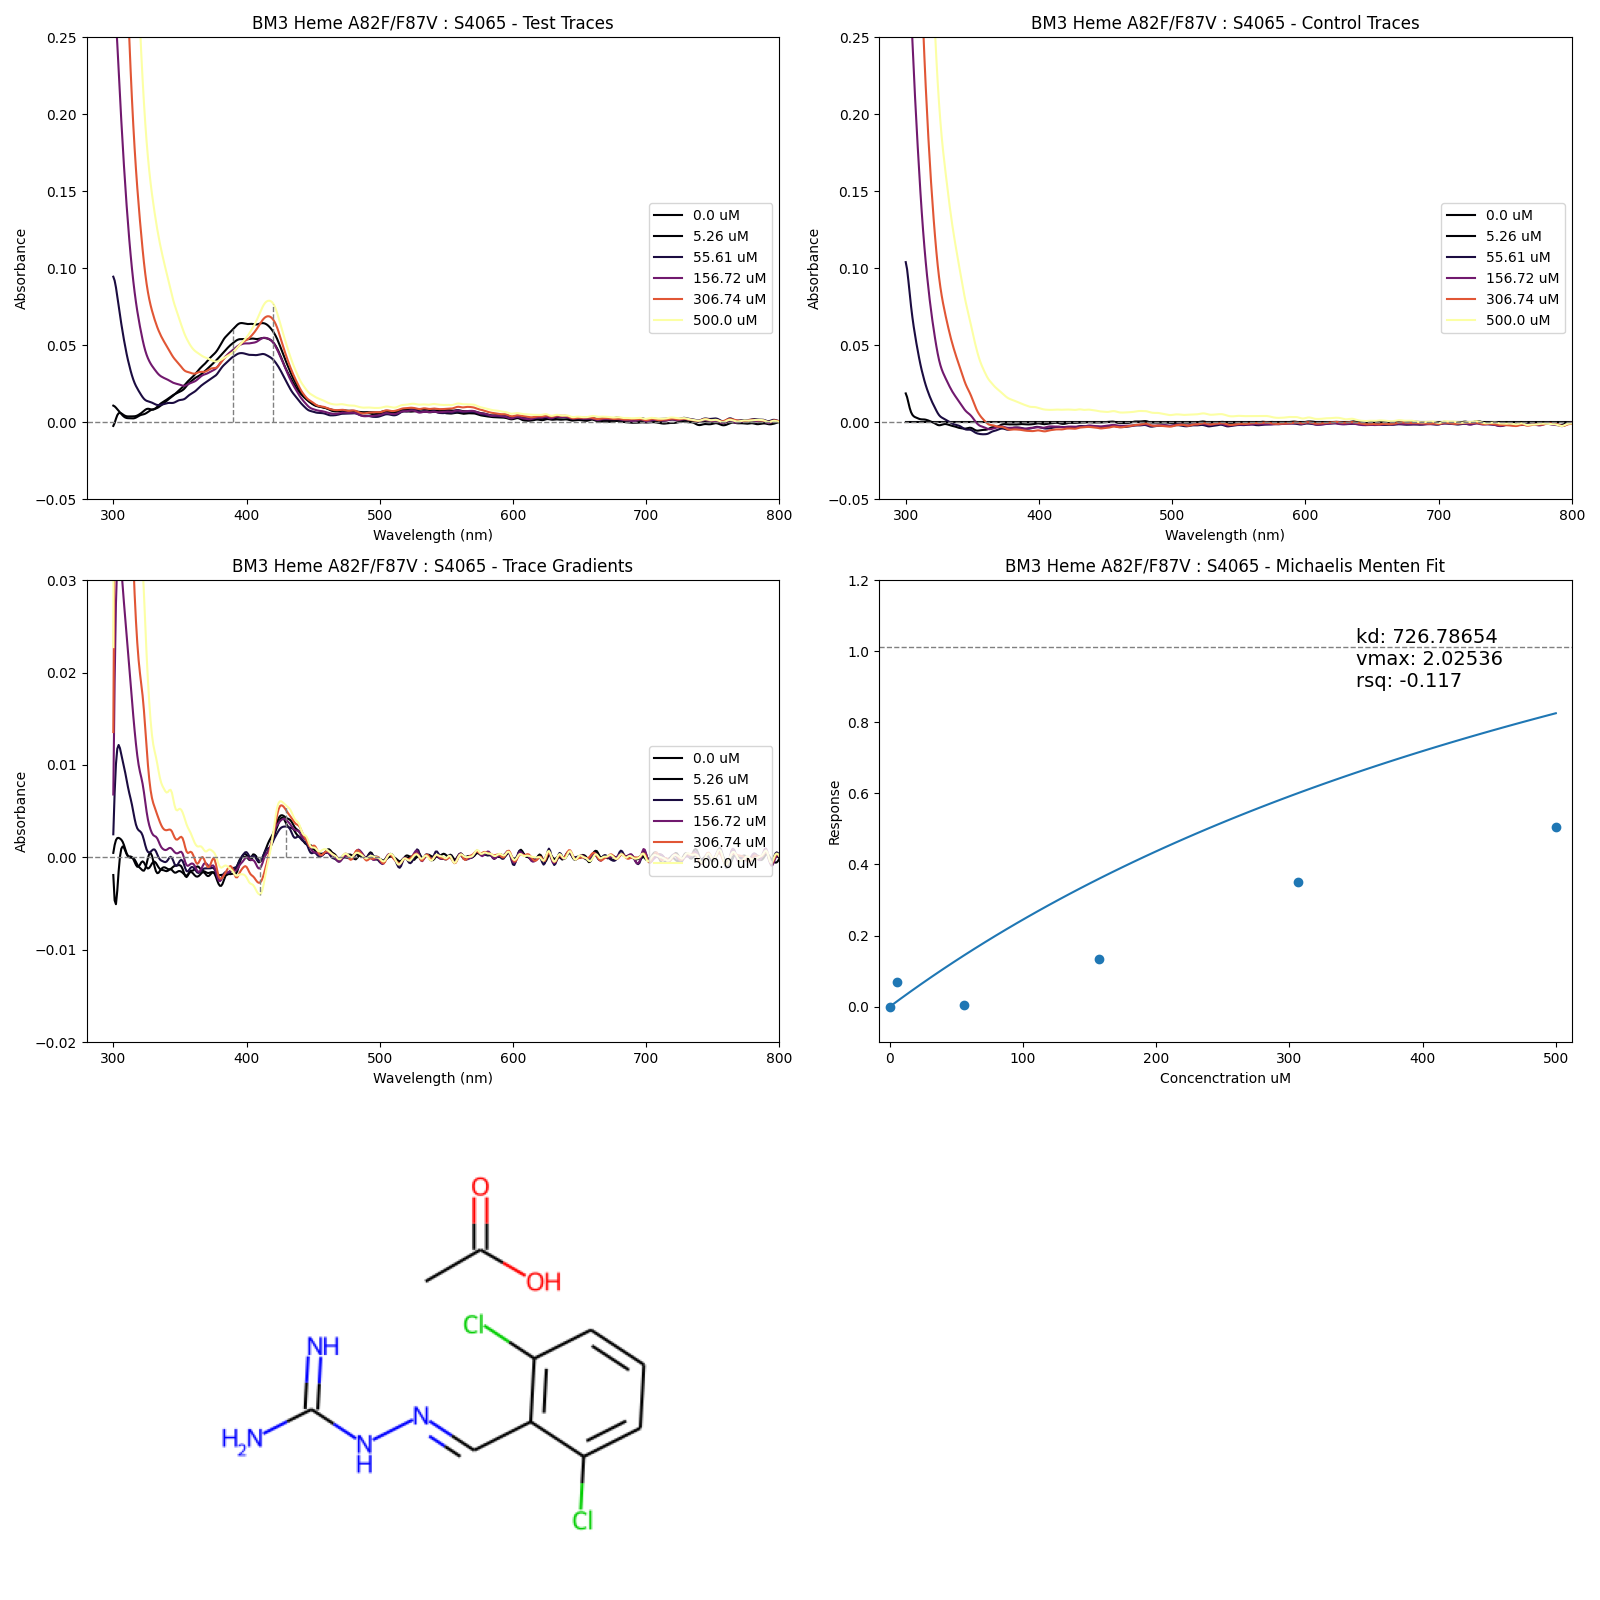 BM3 Heme A82F/F87V : S4065 - Test Traces
0.25
0.20
0.15
0.10
0.05
0.00
−0.05
Absorbance
300 400 500 600 700 800
Wavelength (nm)
0.0 uM
5.26 uM
55.61 uM
156.72 uM
306.74 uM
500.0 uM
BM3 Heme A82F/F87V : S4065 - Control Traces
0.25
0.20
0.15
0.10
0.05
0.00
−0.05
Absorbance
300 400 500 600 700 800
Wavelength (nm)
0.0 uM
5.26 uM
55.61 uM
156.72 uM
306.74 uM
500.0 uM
BM3 Heme A82F/F87V : S4065 - Trace Gradients
0.03
0.02
0.01
0.00
−0.01
−0.02
Absorbance
300 400 500 600 700 800
Wavelength (nm)
0.0 uM
5.26 uM
55.61 uM
156.72 uM
306.74 uM
500.0 uM
BM3 Heme A82F/F87V : S4065 - Michaelis Menten Fit
1.2
1.0
0.8
0.6
0.4
0.2
0.0
Response
kd: 726.78654
vmax: 2.02536
rsq: -0.117
0 100 200 300 400 500
Concenctration uM
O
OH
Cl
NH
N
H2N
N
H
Cl